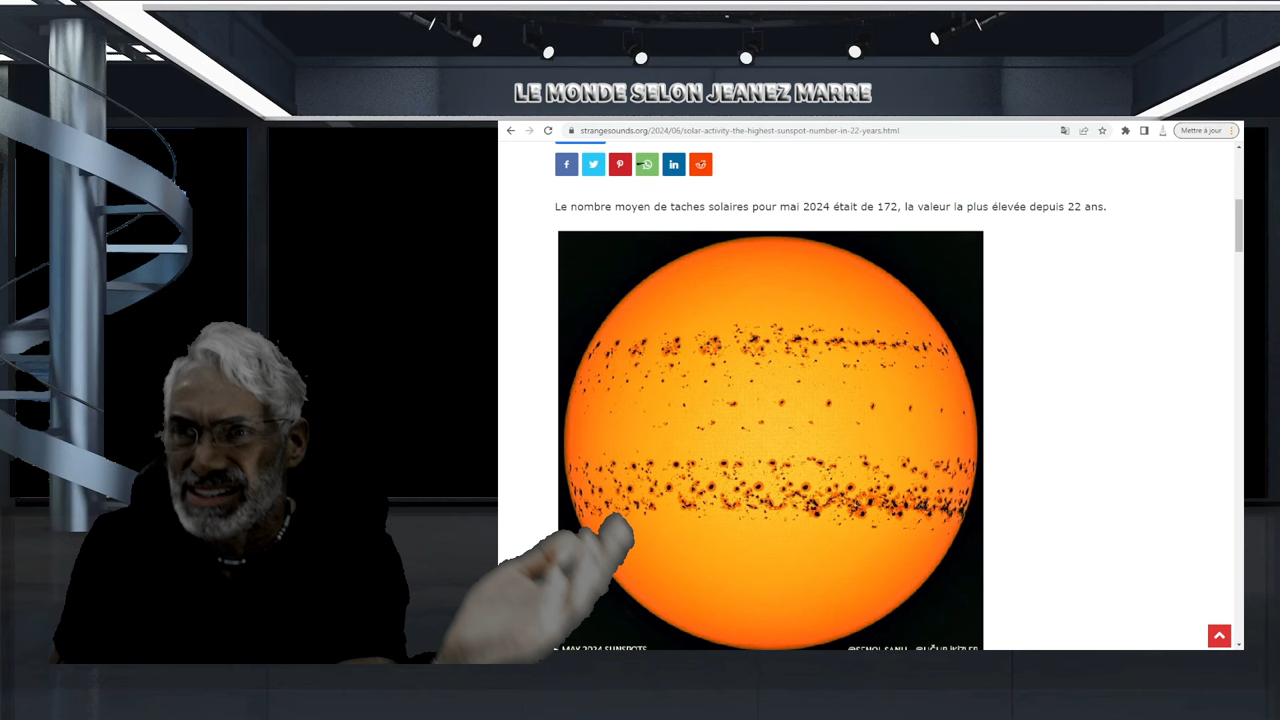 LE MONDE SELON JEANEZ MARRE
strangesounds.org/2024/06/solar-activity-the-highest-sunspot-number-in-22-years.html
Mettre à jour
Le nombre moyen de taches solaires pour mai 2024 était de 172, la valeur la plus élevée depuis 22 ans.
MAY 2024 SUNSPOTS
@ŞENOL ŞANLI